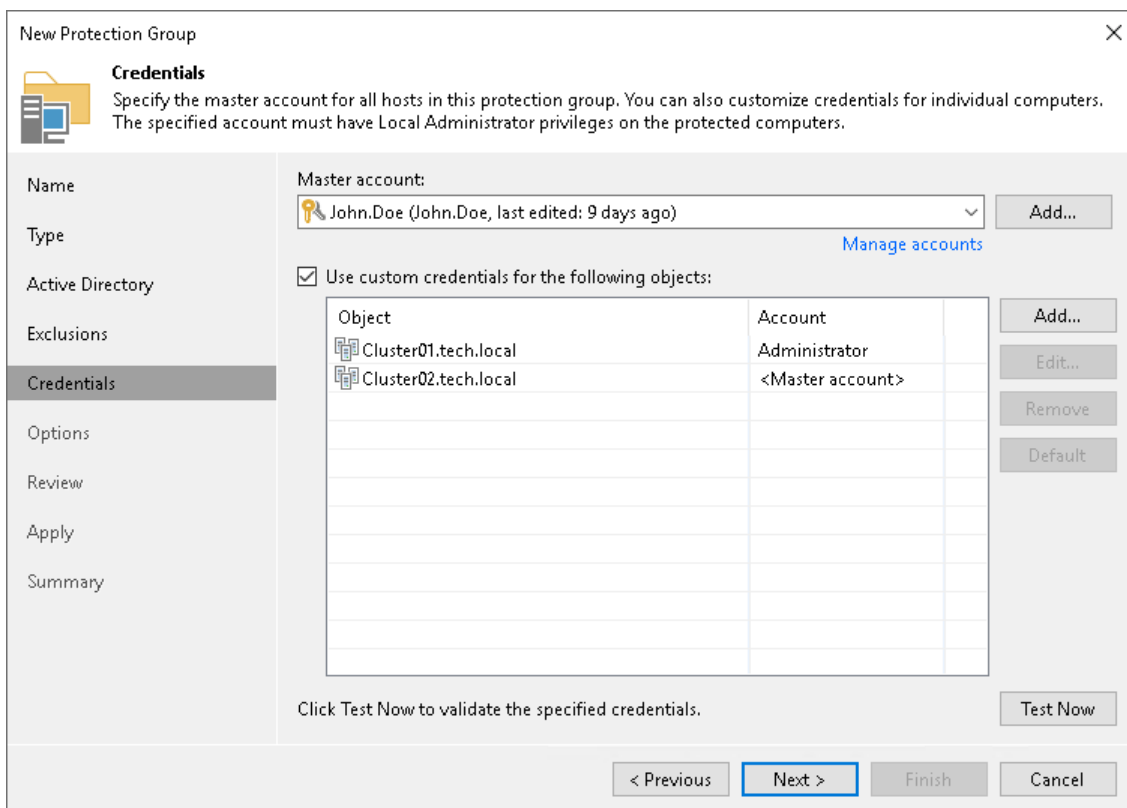 New Protection Group
Credentials
Specify the master account for all hosts in this protection group. You can also customize credentials for individual computers.
The specified account must have Local Administrator privileges on the protected computers.
Name
Type
Active Directory
Exclusions
Credentials
Options
Review
Apply
Summary
Master account:
John.Doe (John.Doe, last edited: 9 days ago)
Add...
Manage accounts
Use custom credentials for the following objects:
Object Account
Cluster01.tech.local Administrator
Cluster02.tech.local <Master account>
Add...
Edit...
Remove
Default
Click Test Now to validate the specified credentials.
Test Now
< Previous
Next >
Finish
Cancel